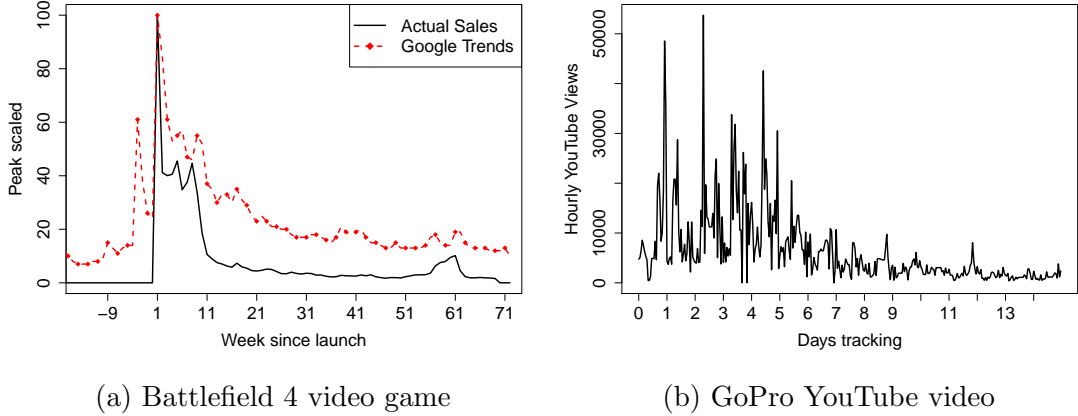 Peak scaled
100
80
60
40
20
0
Actual Sales
Google Trends
−9 1 11 21 31 41 51 61 71
Week since launch
(a) Battlefield 4 video game
Hourly YouTube Views
50000
30000
10000
0
0 1 2 3 4 5 6 7 8 9 11 13
Days tracking
(b) GoPro YouTube video